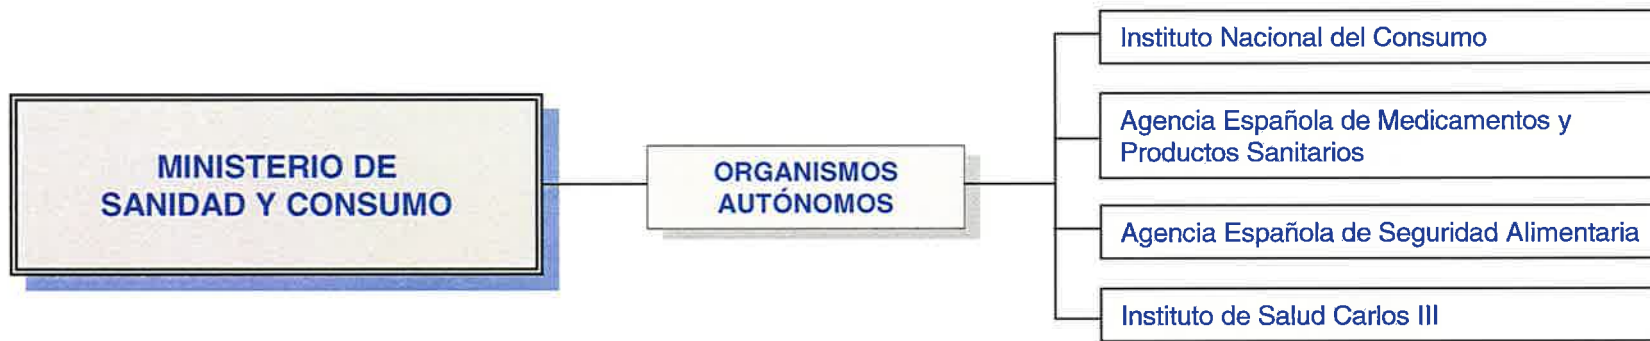 MINISTERIO DE
SANIDAD Y CONSUMO
ORGANISMOS
AUTÓNOMOS
Instituto Nacional del Consumo
Agencia Española de Medicamentos y
Productos Sanitarios
Agencia Española de Seguridad Alimentaria
Instituto de Salud Carlos III